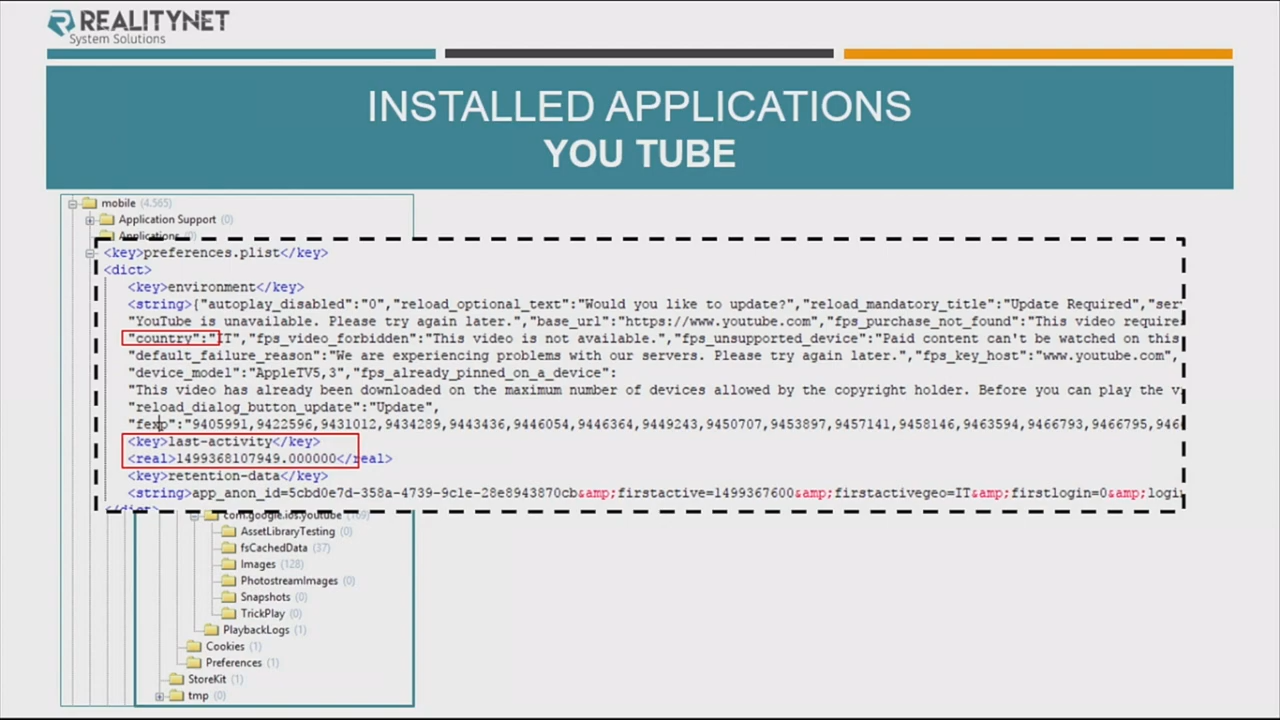 REALITYNET
System Solutions
INSTALLED APPLICATIONS
YOU TUBE
mobile (4.565)
Application Support (0)
Applications (0)
<key>preferences.plist</key>
<dict>
<key>environment</key>
<string>{"autoplay_disabled":"0","reload_optional_text":"Would you like to update?","reload_mandatory_title":"Update Required","ser
"YouTube is unavailable. Please try again later.","base_url":"https://www.youtube.com","fps_purchase_not_found":"This video require
"country":"IT","fps_video_forbidden":"This video is not available.","fps_unsupported_device":"Paid content can't be watched on this
"default_failure_reason":"We are experiencing problems with our servers. Please try again later.","fps_key_host":"www.youtube.com",
"device_model":"AppleTV5,3","fps_already_pinned_on_a_device":
"This video has already been downloaded on the maximum number of devices allowed by the copyright holder. Before you can play the v
"reload_dialog_button_update":"Update",
"fexp":"9405991,9422596,9431012,9434289,9443436,9446054,9446364,9449243,9450707,9453897,9457141,9458146,9463594,9466793,9466795,946
<key>last-activity</key>
<real>1499368107949.000000</real>
<key>retention-data</key>
<string>app_anon_id=5cbd0e7d-358a-4739-9c1e-28e8943870cb&amp;firstactive=1499367600&amp;firstactivegeo=IT&amp;firstlogin=0&amp;logi
</dict>
com.google.ios.youtube (169)
AssetLibraryTesting (0)
fsCachedData (37)
Images (128)
PhotostreamImages (0)
Snapshots (0)
TrickPlay (0)
PlaybackLogs (1)
Cookies (1)
Preferences (1)
StoreKit (1)
tmp (0)